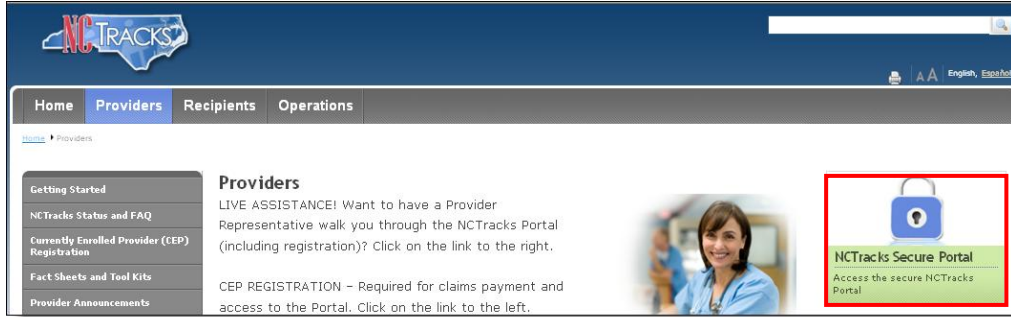 NCTRACKS
AA English, Español
Home Providers Recipients Operations
Home Providers
Getting Started
NCTracks Status and FAQ
Currently Enrolled Provider (CEP)
Registration
Fact Sheets and Tool Kits
Provider Announcements
Providers
LIVE ASSISTANCE! Want to have a Provider
Representative walk you through the NCTracks Portal
(including registration)? Click on the link to the right.
CEP REGISTRATION – Required for claims payment and
access to the Portal. Click on the link to the left.
NCTracks Secure Portal
Access the secure NCTracks
Portal